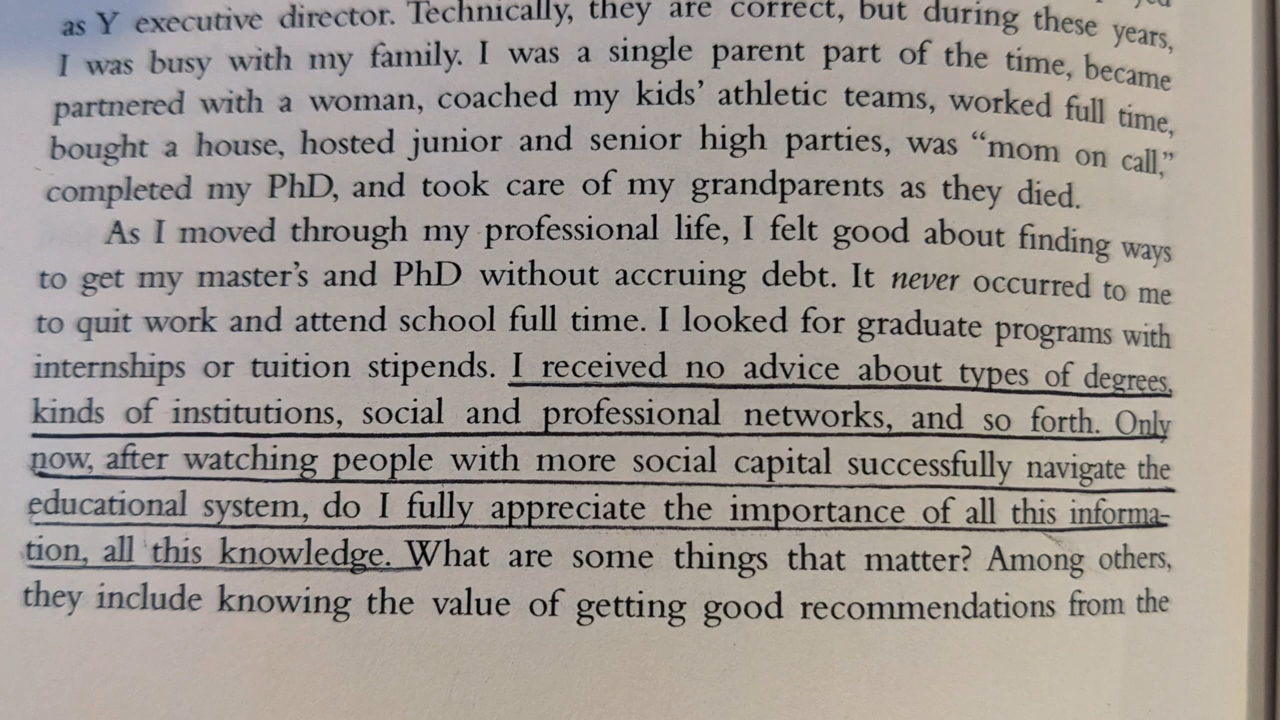 as Y executive director. Technically, they are correct, but during these years,
I was busy with my family. I was a single parent part of the time, became
partnered with a woman, coached my kids’ athletic teams, worked full time,
bought a house, hosted junior and senior high parties, was “mom on call,”
completed my PhD, and took care of my grandparents as they died.
As I moved through my professional life, I felt good about finding ways
to get my master’s and PhD without accruing debt. It never occurred to me
to quit work and attend school full time. I looked for graduate programs with
internships or tuition stipends. I received no advice about types of degrees,
kinds of institutions, social and professional networks, and so forth. Only
now, after watching people with more social capital successfully navigate the
educational system, do I fully appreciate the importance of all this informa-
tion, all this knowledge. What are some things that matter? Among others,
they include knowing the value of getting good recommendations from the